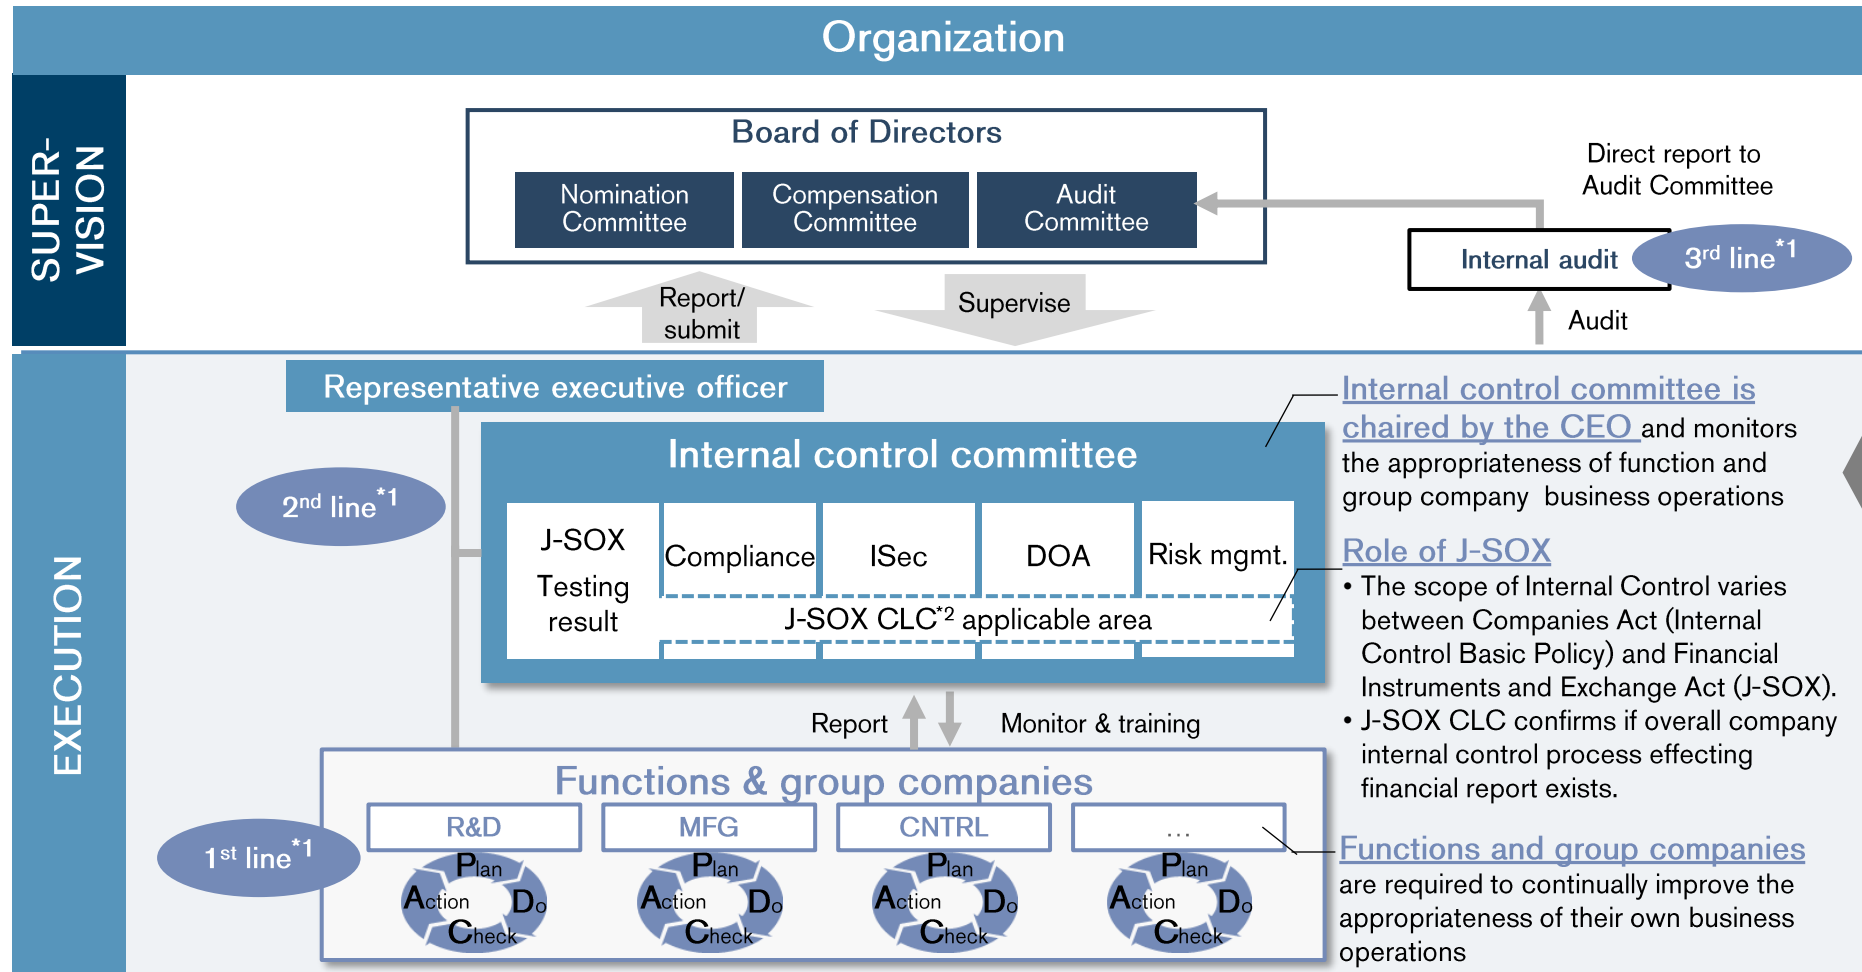 Organization
SUPER-
VISION
Board of Directors
Nomination
Committee
Compensation
Committee
Audit
Committee
Direct report to
Audit Committee
Internal audit
3rd line*1
Report/
submit
Supervise
Audit
EXECUTION
Representative executive officer
2nd line*1
Internal control committee
J-SOX
Testing
result
Compliance
ISec
DOA
Risk mgmt.
J-SOX CLC*2 applicable area
Internal control committee is
chaired by the CEO and monitors
the appropriateness of function and
group company business operations
Role of J-SOX
• The scope of Internal Control varies
between Companies Act (Internal
Control Basic Policy) and Financial
Instruments and Exchange Act (J-SOX).
• J-SOX CLC confirms if overall company
internal control process effecting
financial report exists.
Report
Monitor & training
Functions & group companies
1st line*1
R&D
MFG
CNTRL
...
Plan
Action
Do
Check
Plan
Action
Do
Check
Plan
Action
Do
Check
Plan
Action
Do
Check
Functions and group companies
are required to continually improve the
appropriateness of their own business
operations